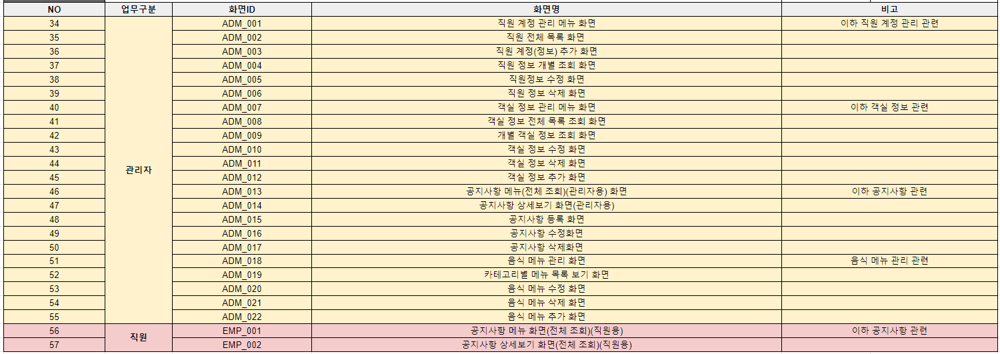 NO 업무구분 화면ID 화면명 비고
34 ADM_001 직원 계정 관리 메뉴 화면 이하 직원 계정 관리 관련
35 ADM_002 직원 전체 목록 화면
36 ADM_003 직원 계정(정보) 추가 화면
37 ADM_004 직원 정보 개별 조회 화면
38 ADM_005 직원정보 수정 화면
39 ADM_006 직원 정보 삭제 화면
40 ADM_007 객실 정보 관리 메뉴 화면 이하 객실 정보 관련
41 ADM_008 객실 정보 전체 목록 조회 화면
42 ADM_009 개별 객실 정보 조회 화면
43 ADM_010 객실 정보 수정 화면
44 ADM_011 객실 정보 삭제 화면
관리자
45 ADM_012 객실 정보 추가 화면
46 ADM_013 공지사항 메뉴(전체 조회)(관리자용) 화면 이하 공지사항 관련
47 ADM_014 공지사항 상세보기 화면(관리자용)
48 ADM_015 공지사항 등록 화면
49 ADM_016 공지사항 수정화면
50 ADM_017 공지사항 삭제화면
51 ADM_018 음식 메뉴 관리 화면 음식 메뉴 관리 관련
52 ADM_019 카테고리별 메뉴 목록 보기 화면
53 ADM_020 음식 메뉴 수정 화면
54 ADM_021 음식 메뉴 삭제 화면
55 ADM_022 음식 메뉴 추가 화면
56 EMP_001 공지사항 메뉴 화면(전체 조회)(직원용) 이하 공지사항 관련
직원
57 EMP_002 공지사항 상세보기 화면(전체 조회)(직원용)